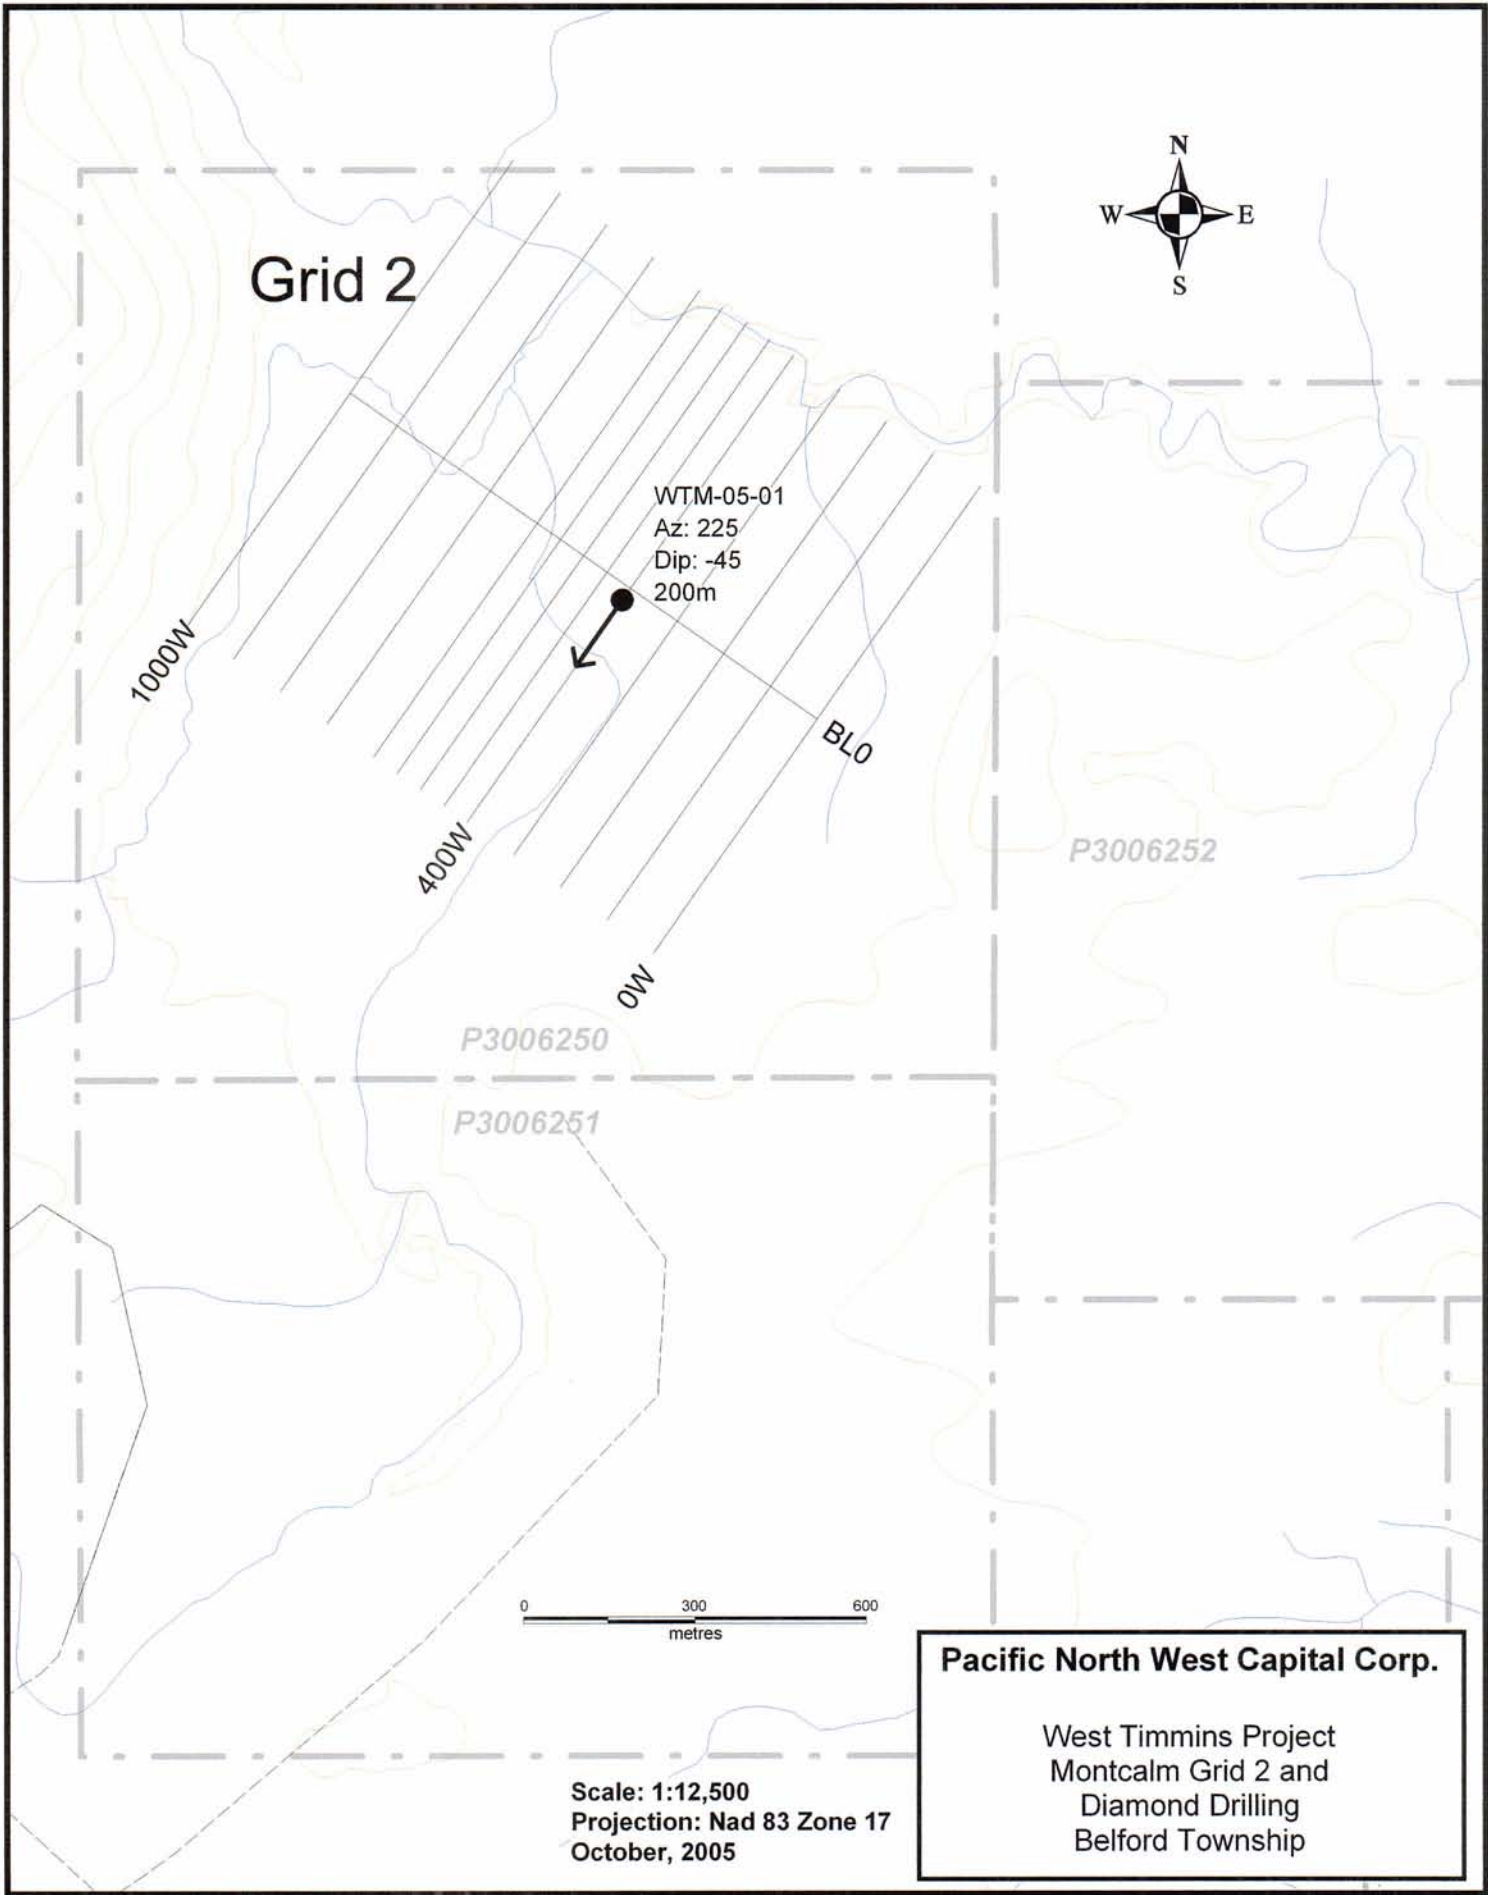 N
W E
S
Grid 2
WTM-05-01
Az: 225
Dip: -45
200m
1000W
BL0
400W
P3006252
0W
P3006250
P3006251
0 300 600
metres
Pacific North West Capital Corp.
West Timmins Project
Montcalm Grid 2 and
Diamond Drilling
Belford Township
Scale: 1:12,500
Projection: Nad 83 Zone 17
October, 2005